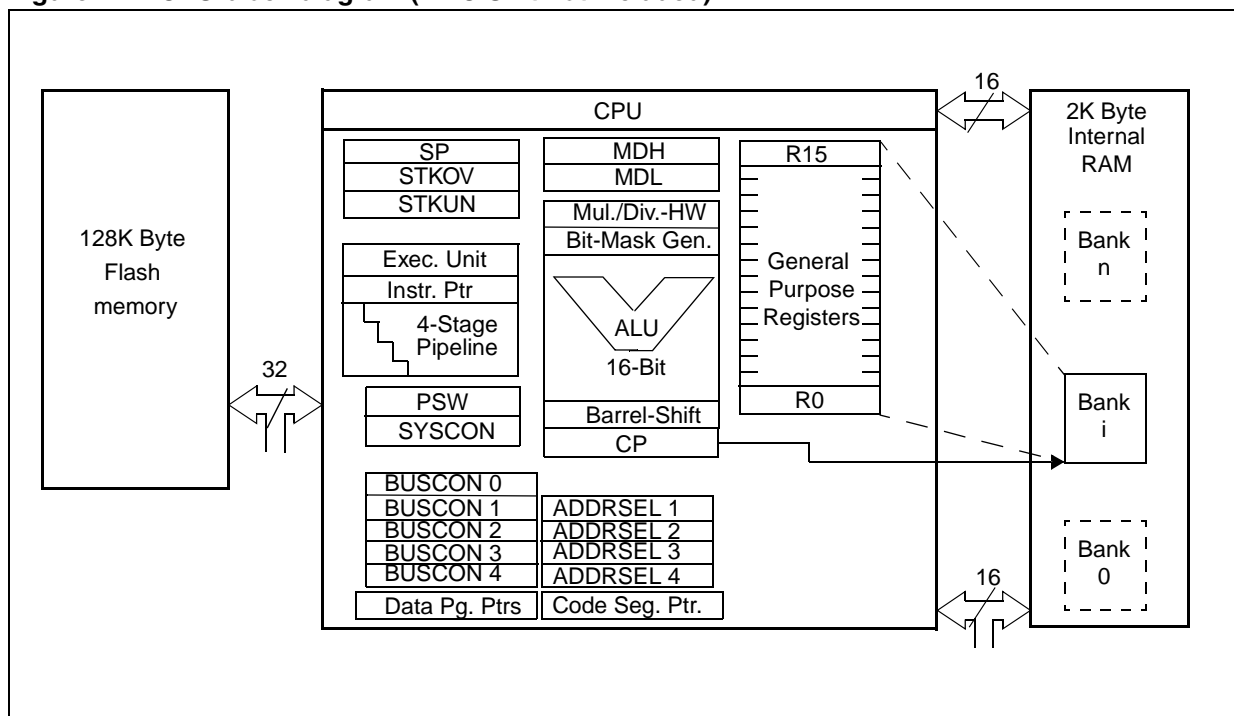 128K Byte
Flash
memory
32
CPU
SP
STKOV
STKUN
Exec. Unit
Instr. Ptr
4-Stage
Pipeline
PSW
SYSCON
BUSCON 0
BUSCON 1
BUSCON 2
BUSCON 3
BUSCON 4
Data Pg. Ptrs
MDH
MDL
Mul./Div.-HW
Bit-Mask Gen.
ALU
16-Bit
Barrel-Shift
CP
ADDRSEL 1
ADDRSEL 2
ADDRSEL 3
ADDRSEL 4
Code Seg. Ptr.
R15
General
Purpose
Registers
R0
16
16
2K Byte
Internal
RAM
Bank
n
Bank
i
Bank
0